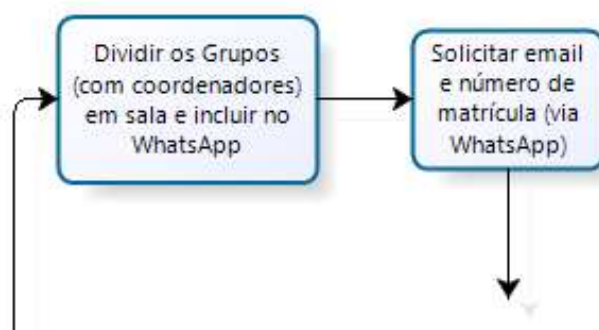 Dividir os Grupos
(com coordenadores)
em sala e incluir no
WhatsApp
Solicitar email
e número de
matrícula (via
WhatsApp)